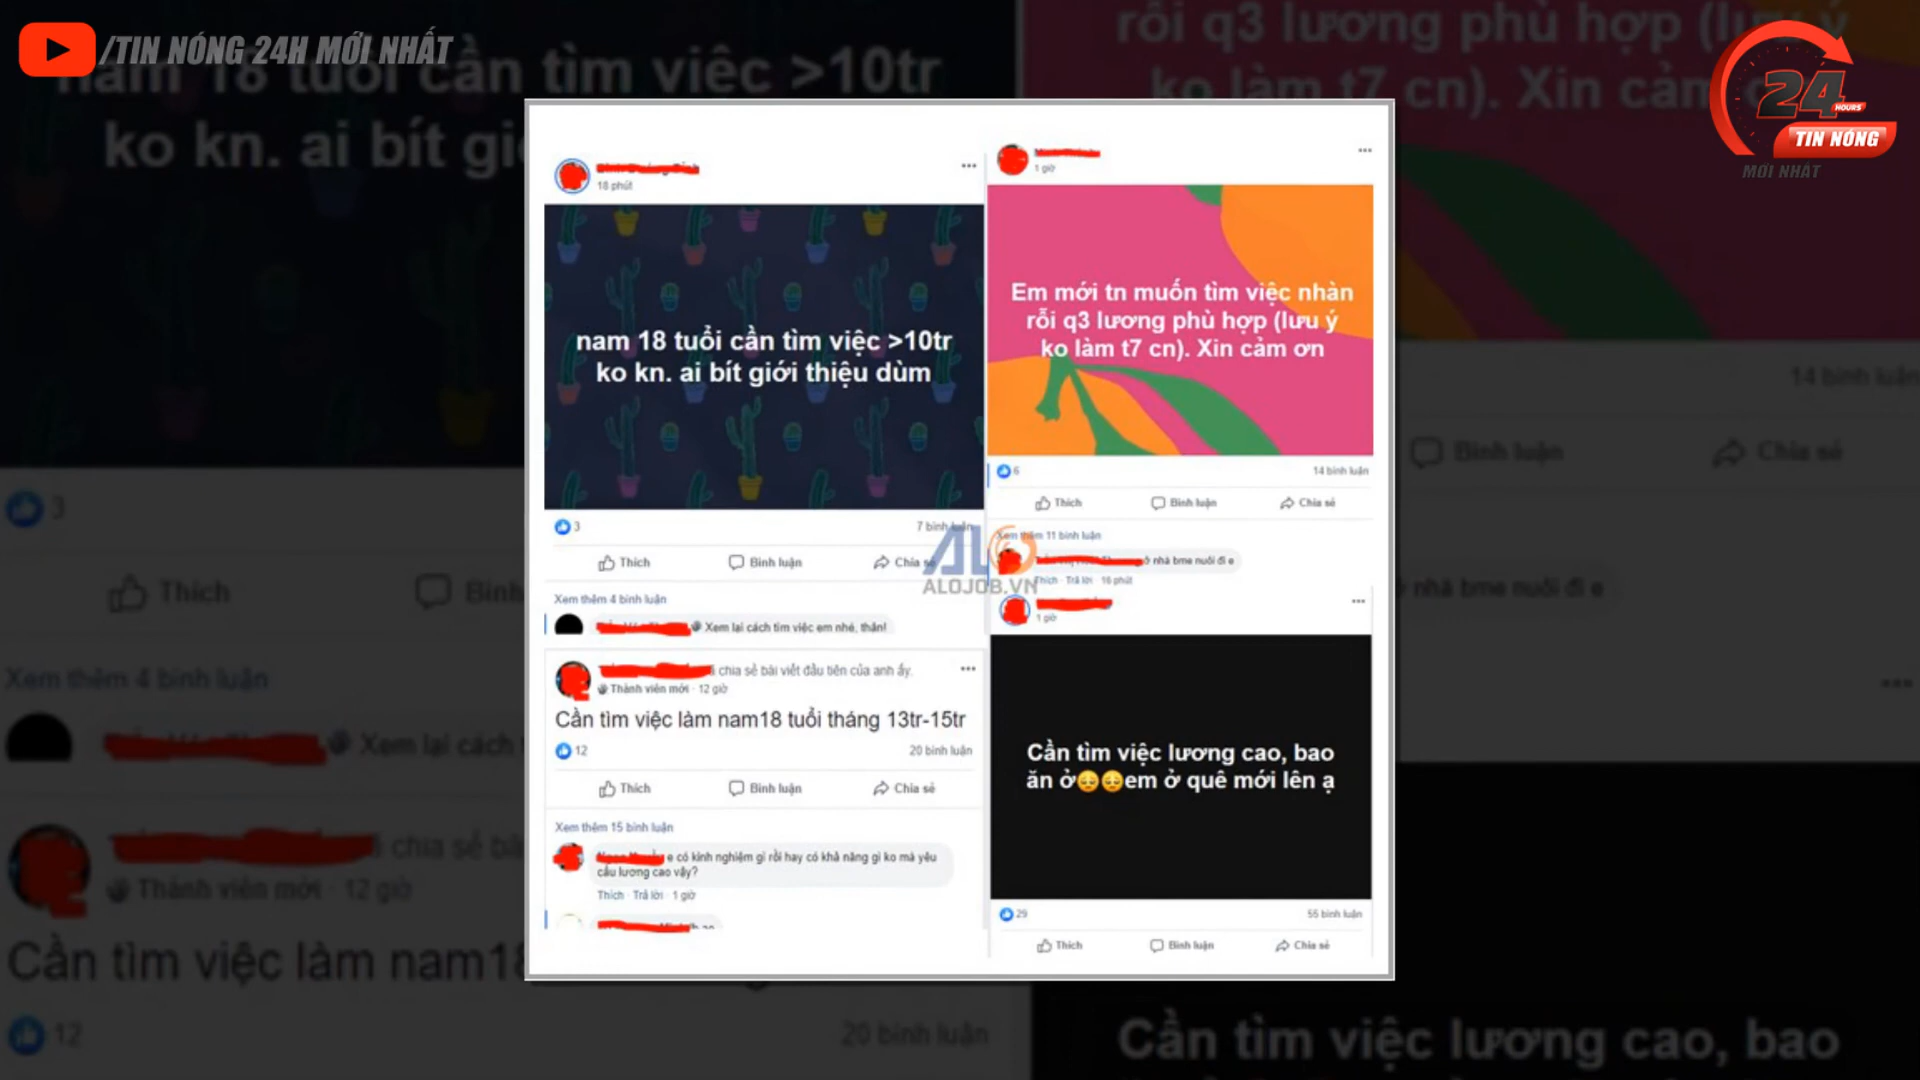 /TIN NÓNG 24H MỚI NHẤT
24
HOURS
TIN NÓNG
MỚI NHẤT
18 phút
nam 18 tuổi cần tìm việc >10tr
ko kn. ai bít giới thiệu dùm
3
7 bình luận
Thích
Bình luận
Chia sẻ
Xem thêm 4 bình luận
Xem lại cách tìm việc em nhé, thân!
chia sẻ bài viết đầu tiên của anh ấy.
Thành viên mới · 12 giờ
Cần tìm việc làm nam18 tuổi tháng 13tr-15tr
12
20 bình luận
Thích
Bình luận
Chia sẻ
Xem thêm 15 bình luận
e có kinh nghiệm gì rồi hay có khả năng gì ko mà yêu
cầu lương cao vậy?
Thích · Trả lời · 1 giờ
1 giờ
Em mới tn muốn tìm việc nhàn
rỗi q3 lương phù hợp (lưu ý
ko làm t7 cn). Xin cảm ơn
6
14 bình luận
Thích
Bình luận
Chia sẻ
Xem thêm 11 bình luận
ở nhà bme nuôi đi e
Thích · Trả lời · 16 phút
ALO
ALOJOB.VN
1 giờ
Cần tìm việc lương cao, bao
ăn ở😔😔em ở quê mới lên ạ
29
55 bình luận
Thích
Bình luận
Chia sẻ